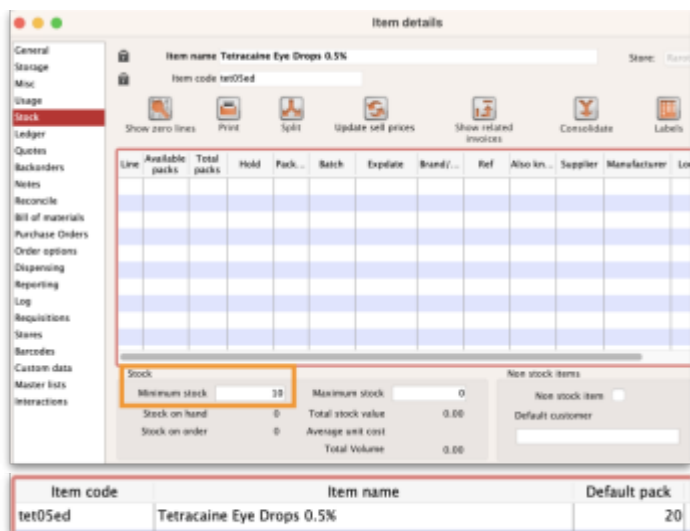 Item details
General
Storage
Misc
Usage
Stock
Ledger
Quotes
Backorders
Notes
Reconcile
Bill of materials
Purchase Orders
Order options
Dispensing
Reporting
Log
Requisitions
Stores
Barcodes
Custom data
Master lists
Interactions
Item name Tetracaine Eye Drops 0.5%
Store:
Item code tet05ed
Show zero lines Print Split Update sell prices Show related invoices Consolidate Labels
Line Available packs Total packs Hold Pack... Batch Expdate Brand/... Ref Also kn... Supplier Manufacturer
Stock Non stock items
Minimum stock 10 Maximum stock 0 Non stock item
Stock on hand 0 Total stock value 0.00 Default customer
Stock on order 0 Average unit cost
Total Volume 0.00
Item code Item name Default pack
tet05ed Tetracaine Eye Drops 0.5% 20